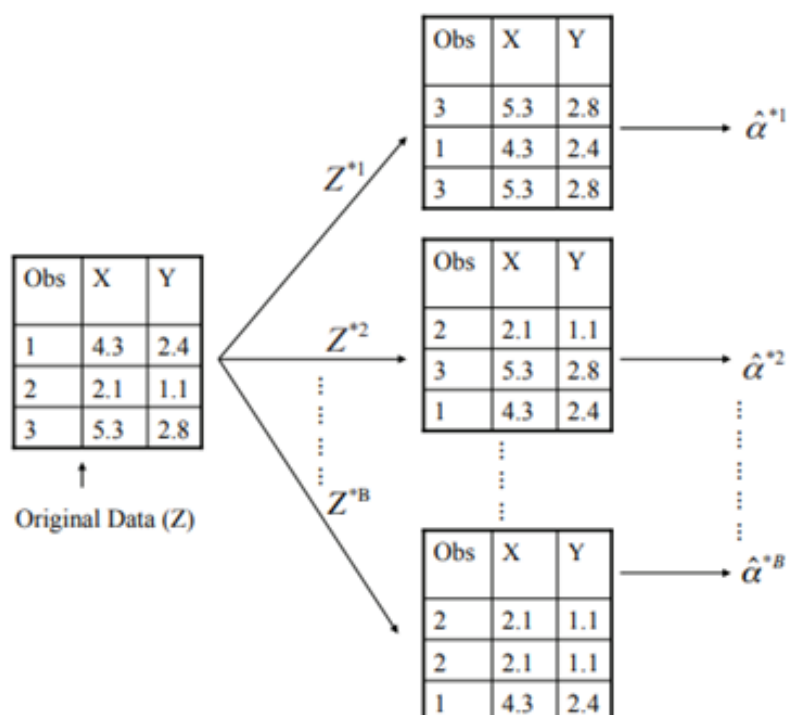 Obs X Y
3 5.3 2.8
1 4.3 2.4
3 5.3 2.8
α̂*1
Z*1
Obs X Y
1 4.3 2.4
2 2.1 1.1
3 5.3 2.8
Original Data (Z)
Z*2
Obs X Y
2 2.1 1.1
3 5.3 2.8
1 4.3 2.4
α̂*2
Z*B
Obs X Y
2 2.1 1.1
2 2.1 1.1
1 4.3 2.4
α̂*B